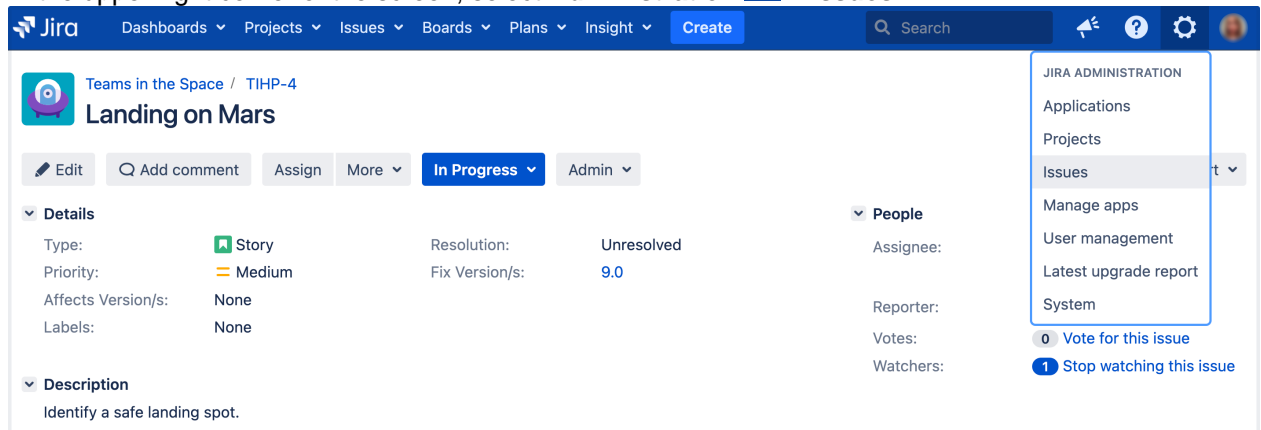 Jira Dashboards Projects Issues Boards Plans Insight Create Search
JIRA ADMINISTRATION
Applications
Projects
Issues
Manage apps
User management
Latest upgrade report
System
Teams in the Space / TIHP-4
Landing on Mars
Edit Add comment Assign More In Progress Admin
Details
Type: Story Resolution: Unresolved
Priority: Medium Fix Version/s: 9.0
Affects Version/s: None
Labels: None
People
Assignee:
Reporter:
Votes: 0 Vote for this issue
Watchers: 1 Stop watching this issue
Description
Identify a safe landing spot.